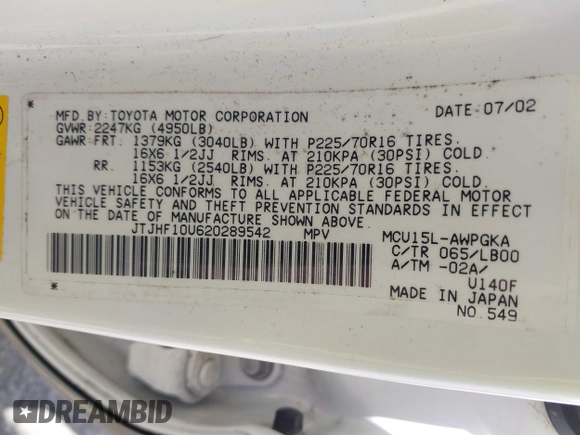 MFD. BY: TOYOTA MOTOR CORPORATION DATE: 07/02
GVWR: 2247KG (4950LB)
GAWR: FRT. 1379KG (3040LB) WITH P225/70R16 TIRES.
16X6 1/2JJ RIMS. AT 210KPA (30PSI) COLD.
RR. 1153KG (2540LB) WITH P225/70R16 TIRES.
16X6 1/2JJ RIMS. AT 210KPA (30PSI) COLD.
THIS VEHICLE CONFORMS TO ALL APPLICABLE FEDERAL MOTOR
VEHICLE SAFETY AND THEFT PREVENTION STANDARDS IN EFFECT
ON THE DATE OF MANUFACTURE SHOWN ABOVE.
JTJHF10U620289542 MPV MCU15L-AWPGKA
C/TR 065/LB00
A/TM -02A/
U140F
MADE IN JAPAN
NO. 549
DREAMBID